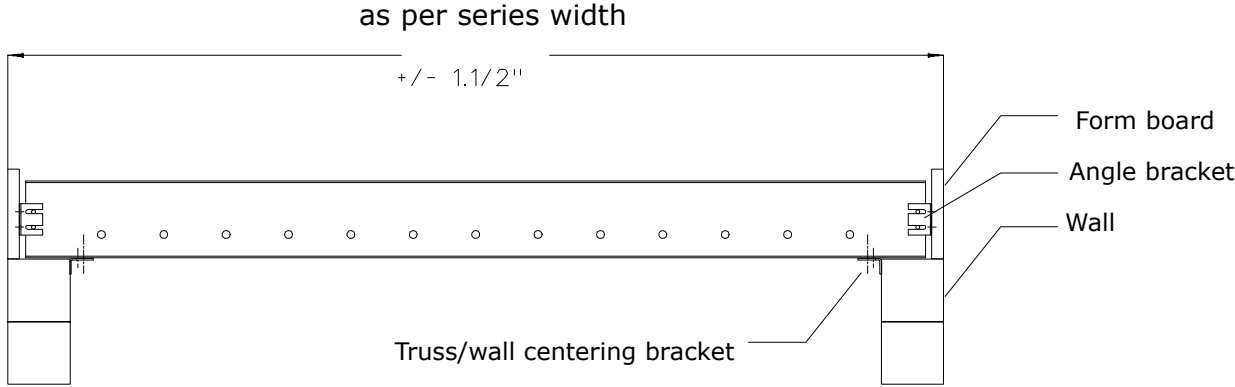 as per series width
+/- 1.1/2"
Form board
Angle bracket
Wall
Truss/wall centering bracket